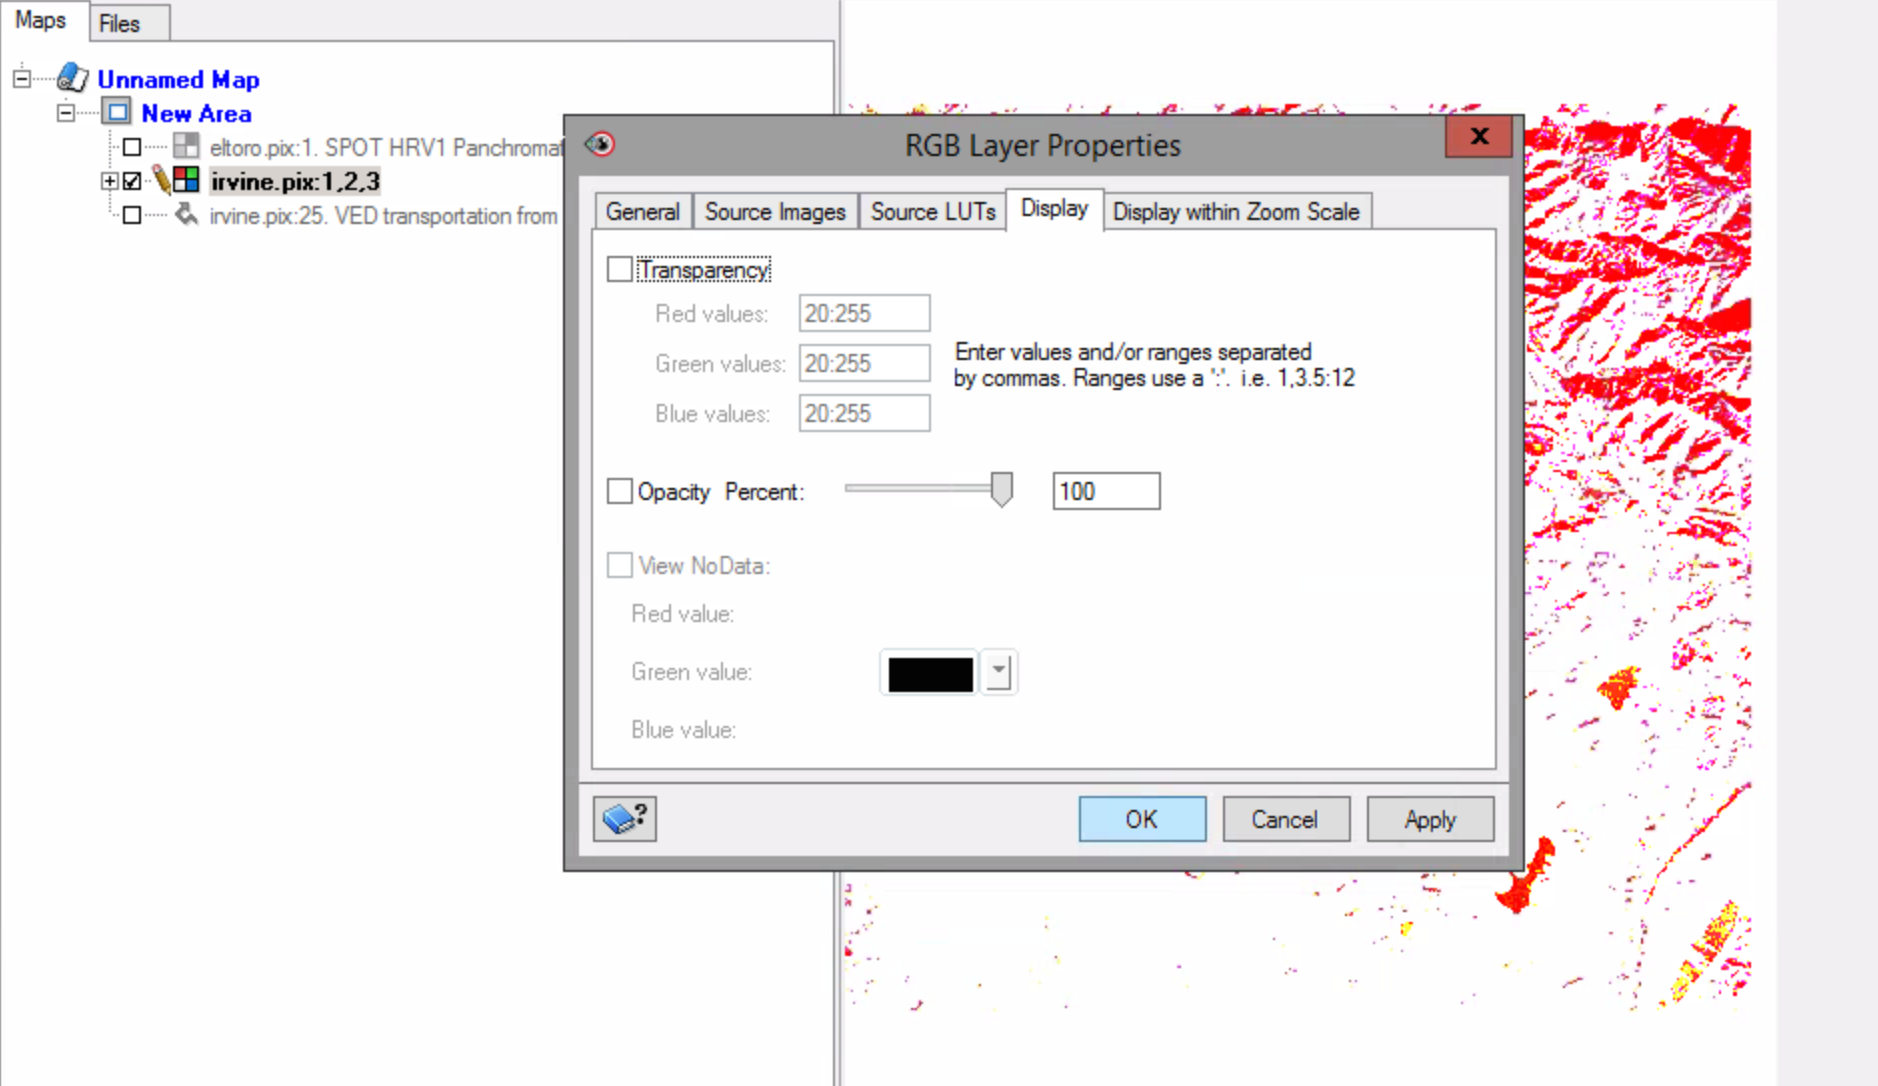 Maps
Files
Unnamed Map
New Area
eltoro.pix:1. SPOT HRV1
irvine.pix:1,2,3
irvine.pix:25. VED transportation from
RGB Layer Properties
X
General
Source Images
Source LUTs
Display
Display within Zoom Scale
Transparency
Red values:
20:255
Green values:
20:255
Enter values and/or ranges separated
by commas. Ranges use a ':'. i.e. 1,3.5:12
Blue values:
20:255
Opacity Percent:
100
View NoData:
Red value:
Green value:
Blue value:
?
OK
Cancel
Apply